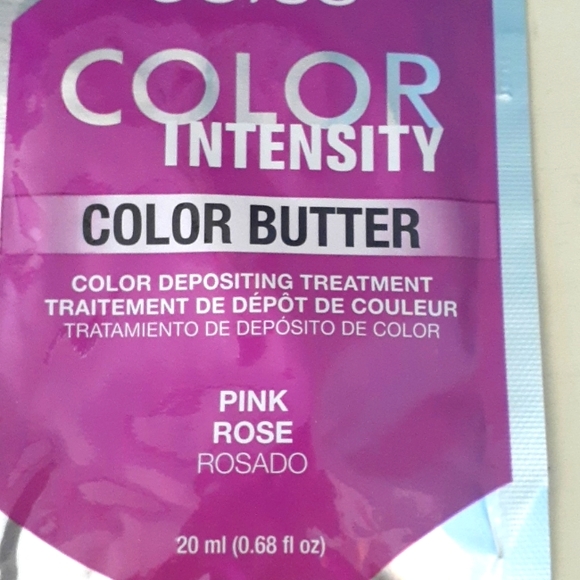 COLOR
INTENSITY
COLOR BUTTER
COLOR DEPOSITING TREATMENT
TRAITEMENT DE DÉPÔT DE COULEUR
TRATAMIENTO DE DEPÓSITO DE COLOR
PINK
ROSE
ROSADO
20 ml (0.68 fl oz)